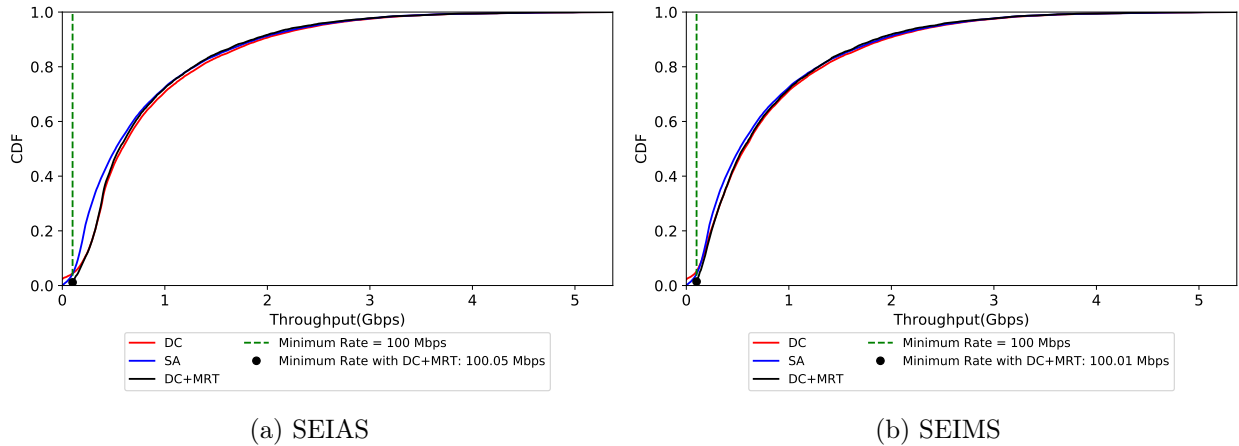 1.0
0.8
0.6
0.4
0.2
0.0
CDF
0 1 2 3 4 5
Throughput(Gbps)
DC
SA
DC+MRT
Minimum Rate = 100 Mbps
Minimum Rate with DC+MRT: 100.05 Mbps
(a) SEIAS
1.0
0.8
0.6
0.4
0.2
0.0
CDF
0 1 2 3 4 5
Throughput(Gbps)
DC
SA
DC+MRT
Minimum Rate = 100 Mbps
Minimum Rate with DC+MRT: 100.01 Mbps
(b) SEIMS